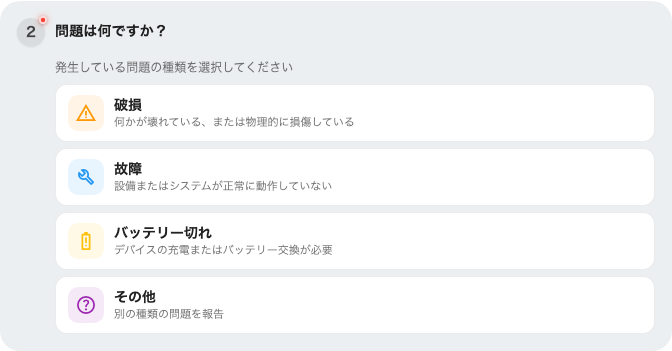 2
問題は何ですか？
発生している問題の種類を選択してください
破損
何かが壊れている、または物理的に損傷している
故障
設備またはシステムが正常に動作していない
バッテリー切れ
デバイスの充電またはバッテリー交換が必要
その他
別の種類の問題を報告